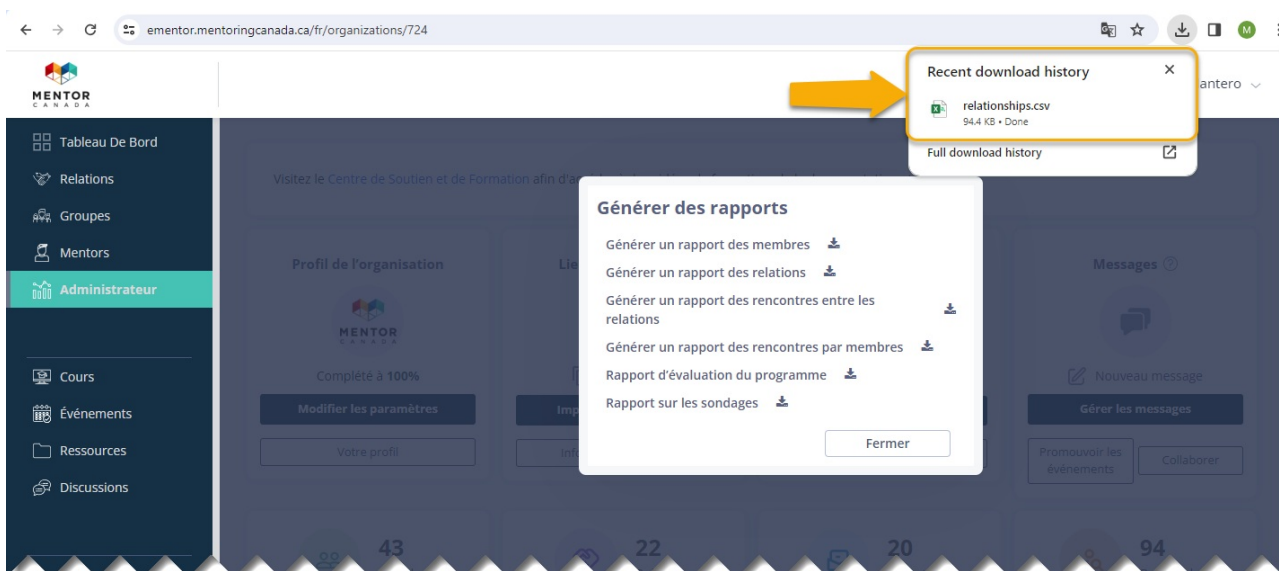 ementor.mentoringcanada.ca/fr/organizations/724
M
Recent download history
relationships.csv
94.4 KB • Done
Full download history
antero
MENTOR
CANADA
Tableau De Bord
Relations
Groupes
Mentors
Administrateur
Cours
Événements
Ressources
Discussions
Visitez le Centre de Soutien et de Formation afin
Générer des rapports
Générer un rapport des membres
Générer un rapport des relations
Générer un rapport des rencontres entre les
relations
Générer un rapport des rencontres par membres
Rapport d'évaluation du programme
Rapport sur les sondages
Fermer
Profil de l'organisation
MENTOR
CANADA
Complété à 100%
Modifier les paramètres
Votre profil
Lie
Imp
Info
Messages
Nouveau message
Gérer les messages
Promouvoir les
événements
Collaborer
43
22
20
94